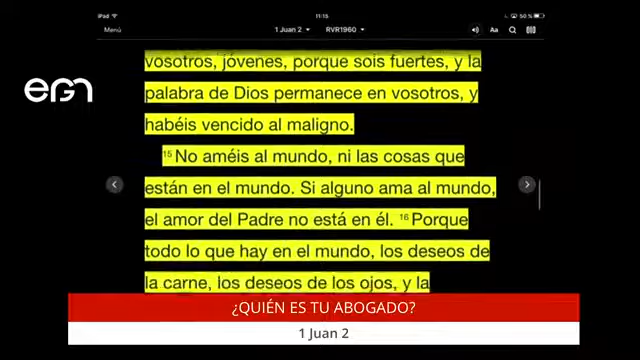 iPad
11:15
50 %
Menú
1 Juan 2
RVR1960
Aa
vosotros, jóvenes, porque sois fuertes, y la
palabra de Dios permanece en vosotros, y
habéis vencido al maligno.
15 No améis al mundo, ni las cosas que
están en el mundo. Si alguno ama al mundo,
el amor del Padre no está en él. 16 Porque
todo lo que hay en el mundo, los deseos de
la carne, los deseos de los ojos, y la
¿QUIÉN ES TU ABOGADO?
1 Juan 2